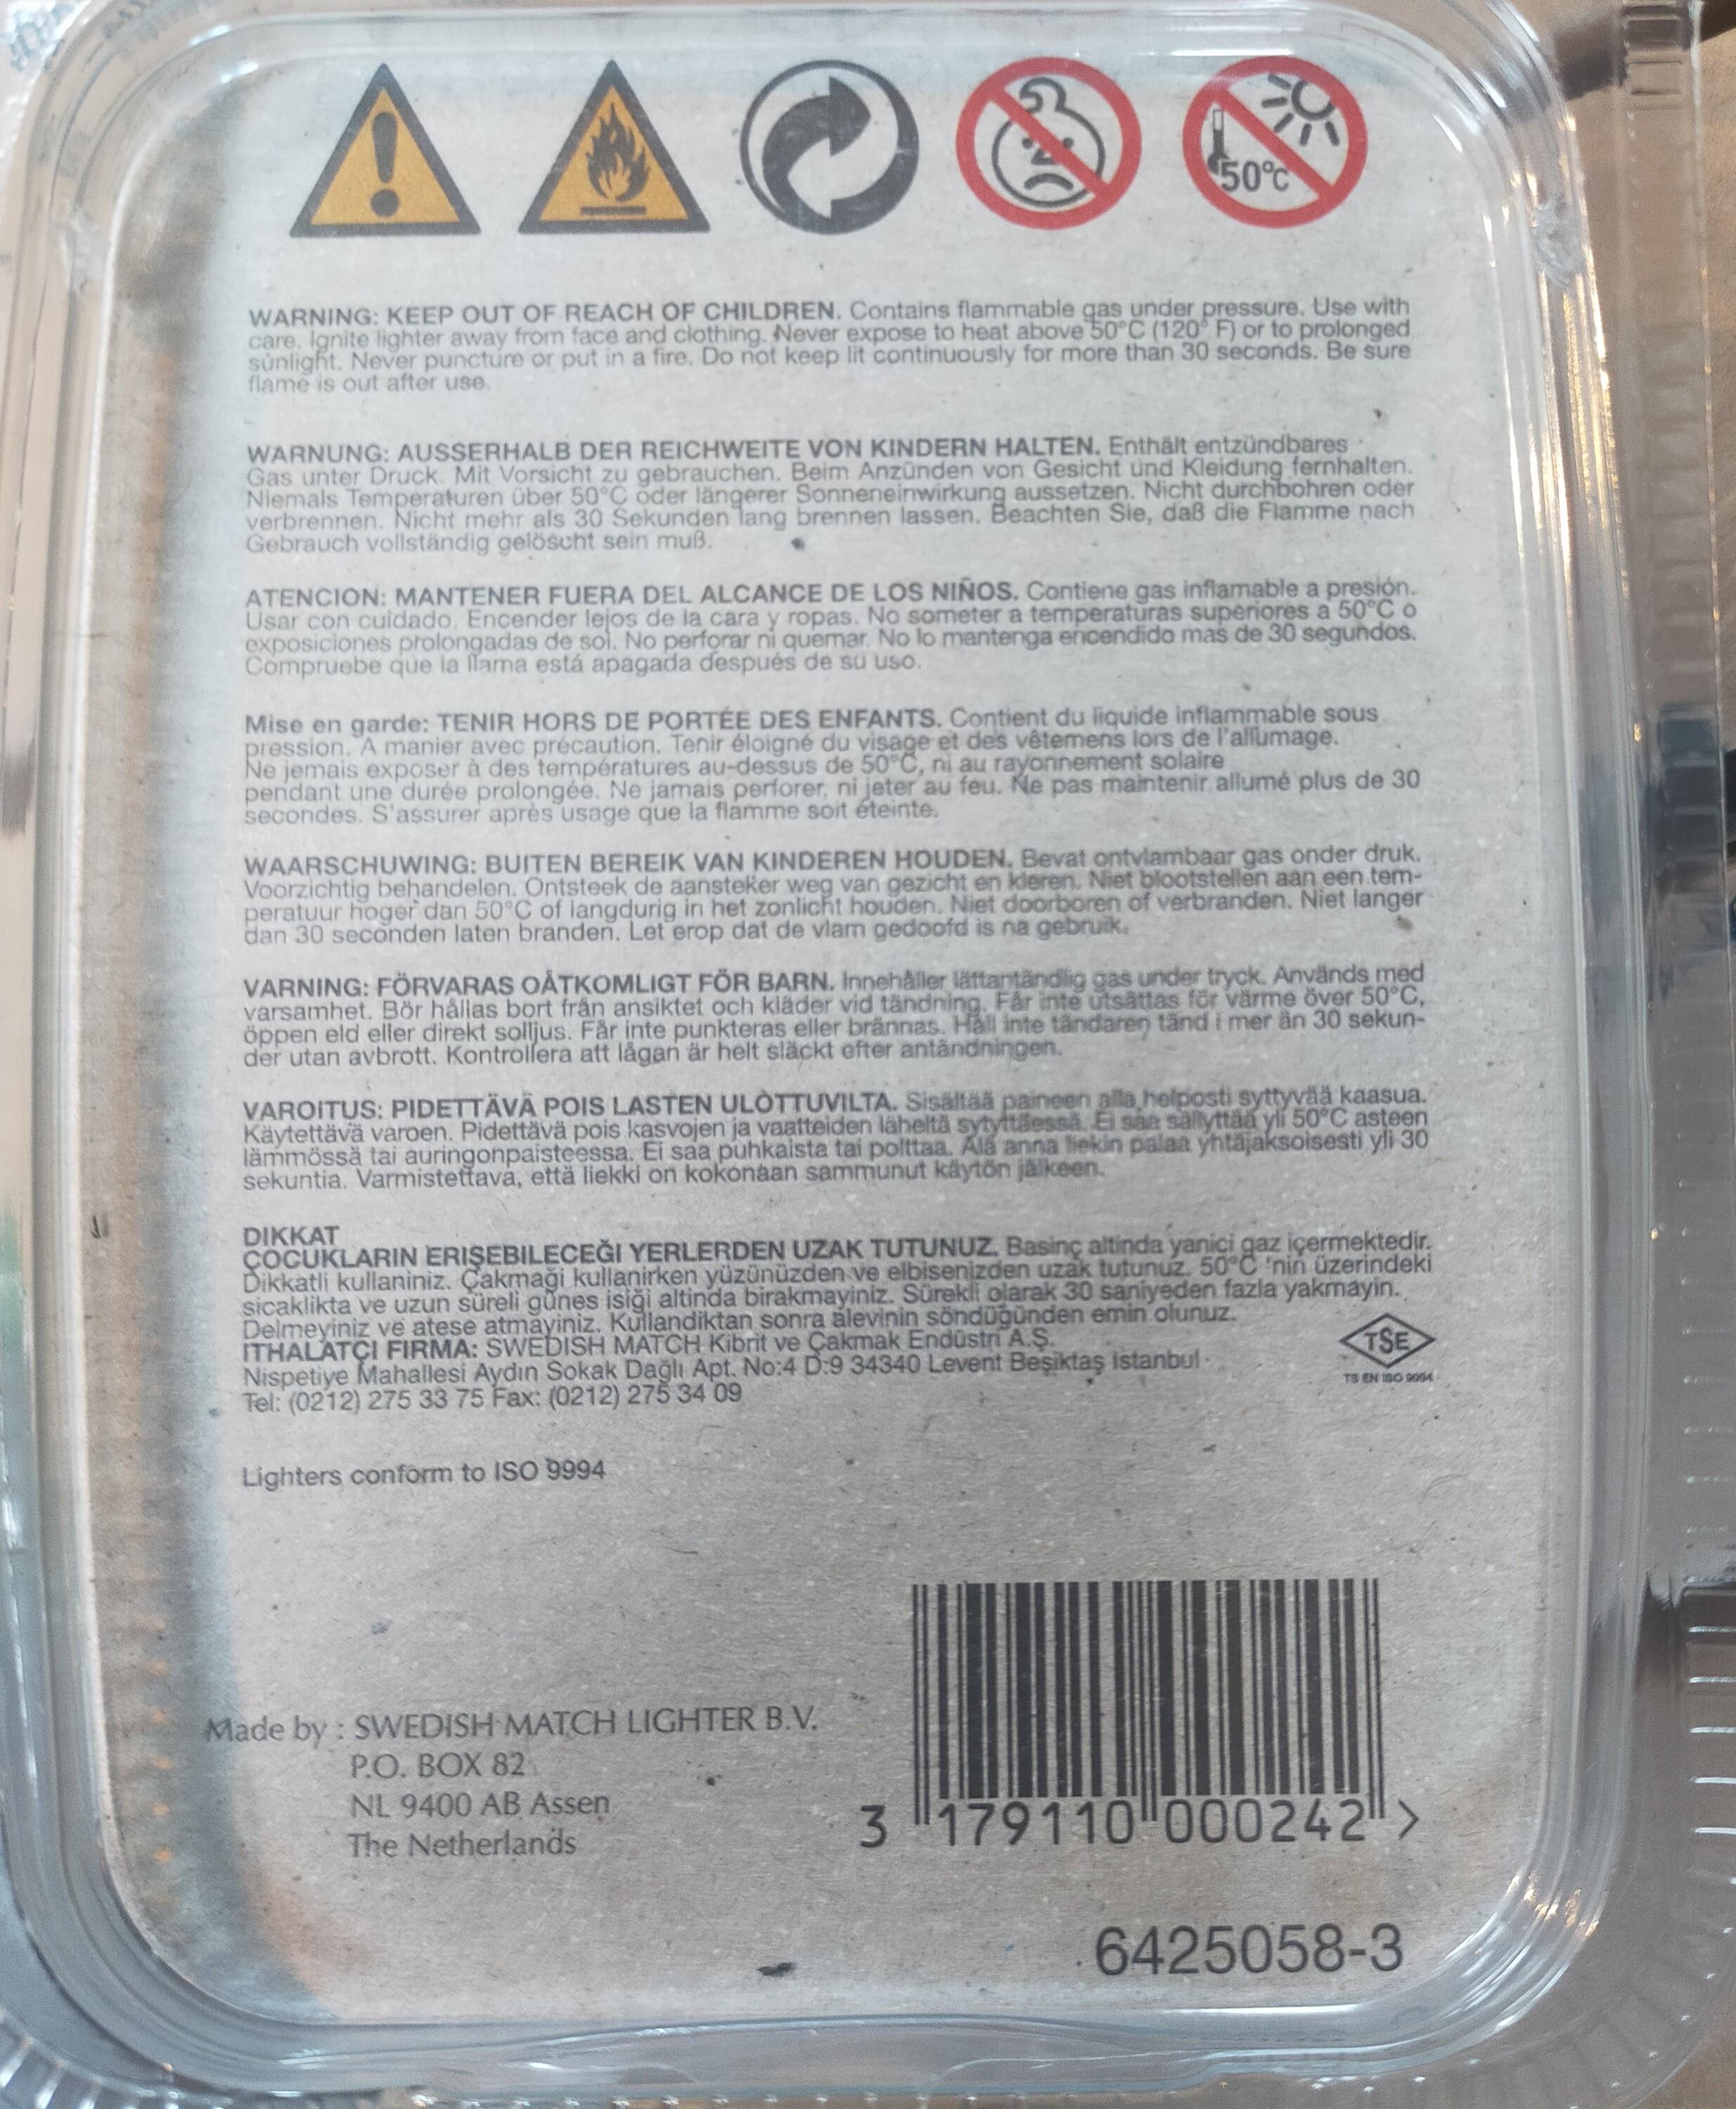 50°C
WARNING: KEEP OUT OF REACH OF CHILDREN. Contains flammable gas under pressure. Use with
care. Ignite lighter away from face and clothing. Never expose to heat above 50°C (120° F) or to prolonged
sunlight. Never puncture or put in a fire. Do not keep lit continuously for more than 30 seconds. Be sure
flame is out after use.
WARNUNG: AUSSERHALB DER REICHWEITE VON KINDERN HALTEN. Enthält entzündbares
Gas unter Druck. Mit Vorsicht zu gebrauchen. Beim Anzünden von Gesicht und Kleidung fernhalten.
Niemals Temperaturen über 50°C oder längerer Sonneneinwirkung aussetzen. Nicht durchbohren oder
verbrennen. Nicht mehr als 30 Sekunden lang brennen lassen. Beachten Sie, daß die Flamme nach
Gebrauch vollständig gelöscht sein muß.
ATENCION: MANTENER FUERA DEL ALCANCE DE LOS NIÑOS. Contiene gas inflamable a presión.
Usar con cuidado. Encender lejos de la cara y ropas. No someter a temperaturas superiores a 50°C o
exposiciones prolongadas de sol. No perforar ni quemar. No lo mantenga encendido mas de 30 segundos.
Compruebe que la llama está apagada después de su uso.
Mise en garde: TENIR HORS DE PORTÉE DES ENFANTS. Contient du liquide inflammable sous
pression. A manier avec précaution. Tenir éloigné du visage et des vêtemens lors de l'allumage.
Ne jemais exposer à des températures au-dessus de 50°C, ni au rayonnement solaire
pendant une durée prolongée. Ne jamais perforer, ni jeter au feu. Ne pas maintenir allumé plus de 30
secondes. S'assurer après usage que la flamme soit éteinte.
WAARSCHUWING: BUITEN BEREIK VAN KINDEREN HOUDEN. Bevat ontvlambaar gas onder druk.
Voorzichtig behandelen. Ontsteek de aansteker weg van gezicht en kleren. Niet blootstellen aan een tem-
peratuur hoger dan 50°C of langdurig in het zonlicht houden. Niet doorboren of verbranden. Niet langer
dan 30 seconden laten branden. Let erop dat de vlam gedoofd is na gebruik.
VARNING: FÖRVARAS OÅTKOMLIGT FÖR BARN. Innehåller lättantändlig gas under tryck. Används med
varsamhet. Bör hållas bort från ansiktet och kläder vid tändning. Får inte utsättas för värme över 50°C,
öppen eld eller direkt solljus. Får inte punkteras eller brännas. Håll inte tändaren tänd i mer än 30 sekun-
der utan avbrott. Kontrollera att lågan är helt släckt efter antändningen.
VAROITUS: PIDETTÄVÄ POIS LASTEN ULÒTTUVILTA. Sisältää paineen alla helposti syttyvää kaasua.
Käytettävä varoen. Pidettävä pois kasvojen ja vaatteiden läheltä sytyttäessä. Ei saa säilyttää yli 50°C asteen
lämmössä tai auringonpaisteessa. Ei saa puhkaista tai polttaa. Älä anna liekin palaa yhtäjaksoisesti yli 30
sekuntia. Varmistettava, että liekki on kokonaan sammunut käytön jälkeen.
DIKKAT
ÇOCUKLARIN ERIŞEBILECEĞI YERLERDEN UZAK TUTUNUZ. Basinç altinda yanici gaz içermektedir.
Dikkatli kullaniniz. Çakmaği kullanirken yüzünüzden ve elbisenizden uzak tutunuz. 50°C 'nin üzerindeki
sicaklikta ve uzun süreli günes isiği altinda birakmayiniz. Sürekli olarak 30 saniyeden fazla yakmayin.
Delmeyiniz ve atese atmayiniz. Kullandiktan sonra alevinin söndüğünden emin olunuz.
ITHALATÇI FIRMA: SWEDISH MATCH Kibrit ve Çakmak Endüstri A.Ş.
Nispetiye Mahallesi Aydın Sokak Dağlı Apt. No:4 D:9 34340 Levent Beşiktaş Istanbul
Tel: (0212) 275 33 75 Fax: (0212) 275 34 09
TSE
TS EN ISO 9994
Lighters conform to ISO 9994
Made by : SWEDISH MATCH LIGHTER B.V.
P.O. BOX 82
NL 9400 AB Assen
The Netherlands
3 179110 000242 >
6425058-3